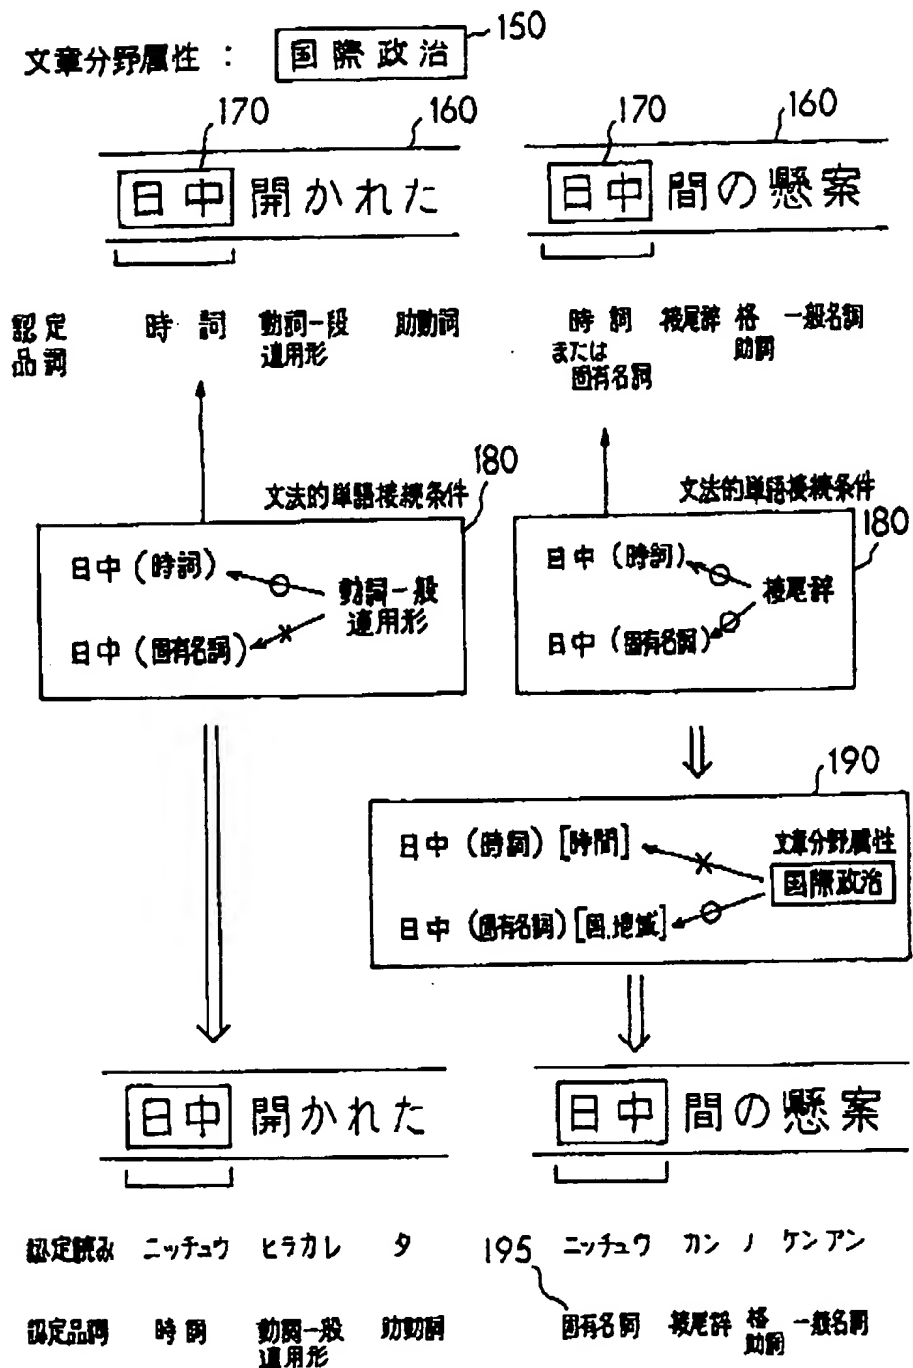 文章分野属性 : 国際政治 150
170 160 170 160
日中 開かれた 日中 間の懸案
認定 時詞 動詞一段 助動詞 時詞 接尾辞 格 一般名詞
品詞 連用形 または 助詞
固有名詞
文法的単語接続条件 180 文法的単語接続条件 180
日中(時詞) 日中(時詞)
動詞一般 接尾辞
連用形
日中(固有名詞) 日中(固有名詞)
190
日中(時詞)[時間] 文章分野属性
国際政治
日中(固有名詞)[国.地域]
日中 開かれた 日中 間の懸案
認定読み ニッチュウ ヒラカレ タ 195 ニッチュウ カン ノ ケンアン
認定品詞 時詞 動詞一般 助動詞 固有名詞 接尾辞 格 一般名詞
連用形 助詞